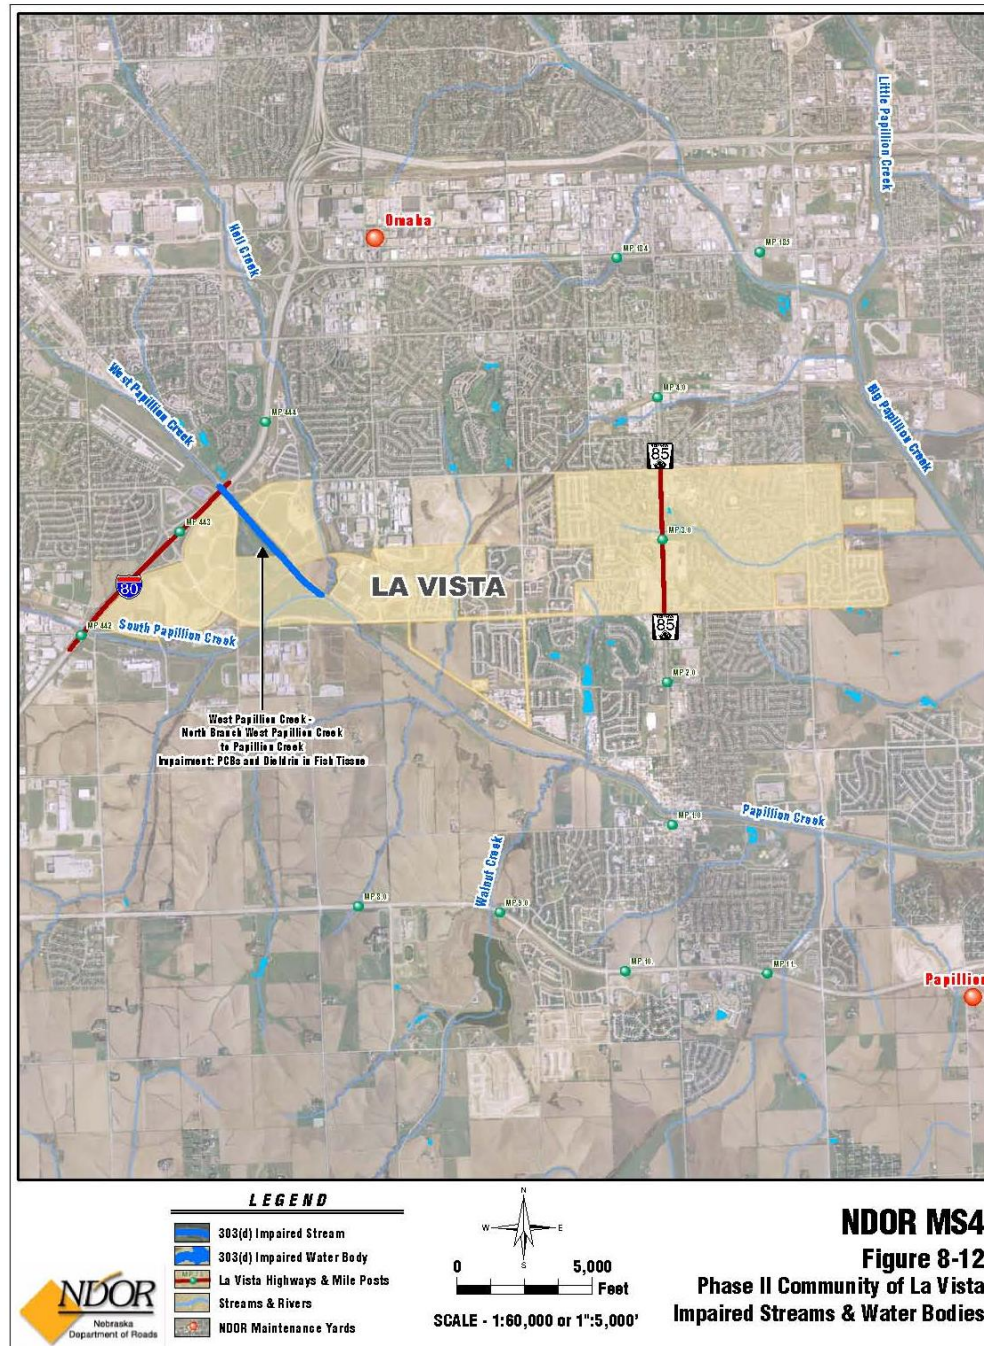 Little Papillion Creek
Omaha
Hell Creek
MP 184
MP 185
West Papillion Creek
MP 4.0
MP 444
Big Papillion Creek
85
MP 443
MP 3.0
80
LA VISTA
85
MP 442
South Papillion Creek
MP 2.0
West Papillion Creek -
North Branch West Papillion Creek
to Papillion Creek
Impairment: PCBs and Dieldrin in Fish Tissue
Papillion Creek
MP 1.0
Walnut Creek
MP 8.0
MP 9.0
MP 10.
MP 11.
Papillion
LEGEND
303(d) Impaired Stream
303(d) Impaired Water Body
La Vista Highways & Mile Posts
Streams & Rivers
NDOR Maintenance Yards
NDOR
Nebraska
Department of Roads
N
W
E
S
0
5,000
Feet
SCALE - 1:60,000 or 1":5,000'
NDOR MS4
Figure 8-12
Phase II Community of La Vista
Impaired Streams & Water Bodies